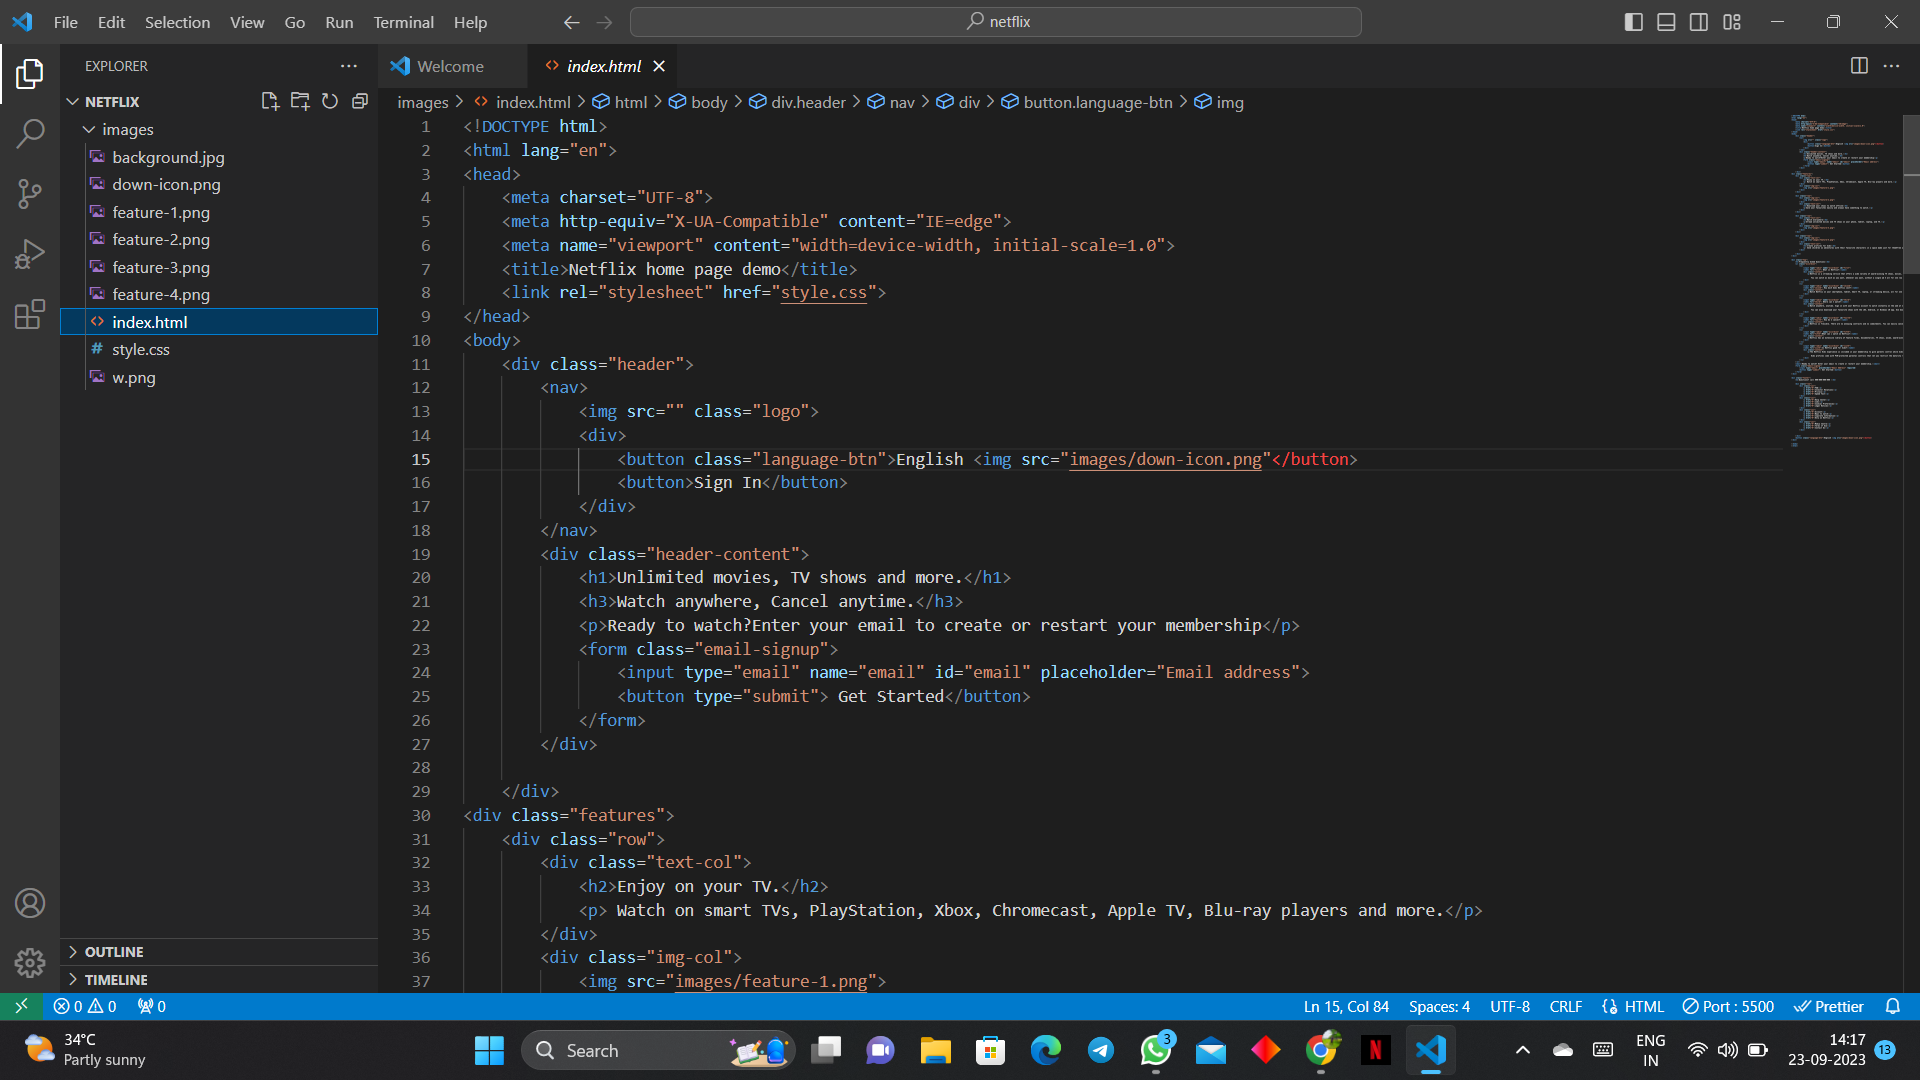 File Edit Selection View Go Run Terminal Help
netflix
EXPLORER
Welcome
index.html
NETFLIX
images
background.jpg
down-icon.png
feature-1.png
feature-2.png
feature-3.png
feature-4.png
index.html
style.css
w.png
OUTLINE
TIMELINE
images > index.html > html > body > div.header > nav > div > button.language-btn > img
1 <!DOCTYPE html>
2 <html lang="en">
3 <head>
4 <meta charset="UTF-8">
5 <meta http-equiv="X-UA-Compatible" content="IE=edge">
6 <meta name="viewport" content="width=device-width, initial-scale=1.0">
7 <title>Netflix home page demo</title>
8 <link rel="stylesheet" href="style.css">
9 </head>
10 <body>
11 <div class="header">
12 <nav>
13 <img src="" class="logo">
14 <div>
15 <button class="language-btn">English <img src="images/down-icon.png"</button>
16 <button>Sign In</button>
17 </div>
18 </nav>
19 <div class="header-content">
20 <h1>Unlimited movies, TV shows and more.</h1>
21 <h3>Watch anywhere, Cancel anytime.</h3>
22 <p>Ready to watch?Enter your email to create or restart your membership</p>
23 <form class="email-signup">
24 <input type="email" name="email" id="email" placeholder="Email address">
25 <button type="submit"> Get Started</button>
26 </form>
27 </div>
28
29 </div>
30 <div class="features">
31 <div class="row">
32 <div class="text-col">
33 <h2>Enjoy on your TV.</h2>
34 <p> Watch on smart TVs, PlayStation, Xbox, Chromecast, Apple TV, Blu-ray players and more.</p>
35 </div>
36 <div class="img-col">
37 <img src="images/feature-1.png">
0 0 0 Ln 15, Col 84 Spaces: 4 UTF-8 CRLF HTML Port : 5500 Prettier
34°C
Partly sunny
Search
3
N
ENG
IN
14:17
23-09-2023
13